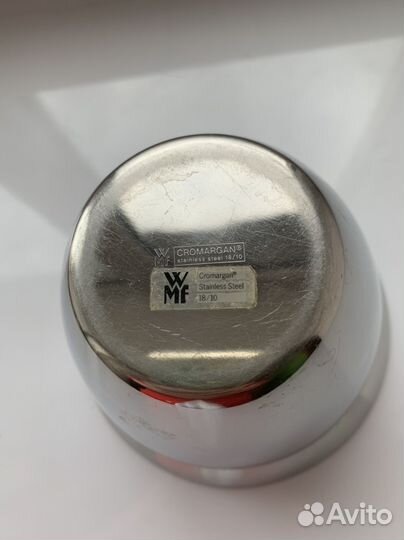 WMF CROMARGAN®
stainless steel 18/10
WMF
Cromargan®
Stainless Steel
18/10
Avito